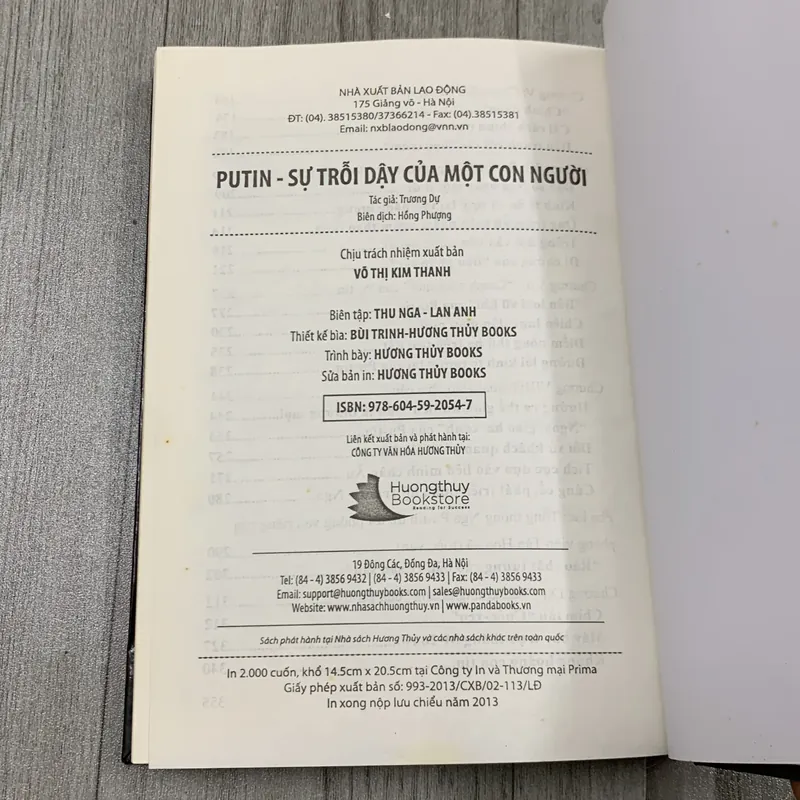 NHÀ XUẤT BẢN LAO ĐỘNG
175 Giảng võ - Hà Nội
ĐT: (04). 38515380/37366214 - Fax: (04).38515381
Email: nxblaodong@vnn.vn
PUTIN - SỰ TRỖI DẬY CỦA MỘT CON NGƯỜI
Tác giả: Trương Dự
Biên dịch: Hồng Phượng
Chịu trách nhiệm xuất bản
VÕ THỊ KIM THANH
Biên tập: THU NGA - LAN ANH
Thiết kế bìa: BÙI TRINH-HƯƠNG THỦY BOOKS
Trình bày: HƯƠNG THỦY BOOKS
Sửa bản in: HƯƠNG THỦY BOOKS
ISBN: 978-604-59-2054-7
Liên kết xuất bản và phát hành tại:
CÔNG TY VĂN HÓA HƯƠNG THỦY
Huongthuy
Bookstore
Reading for Success
19 Đông Các, Đống Đa, Hà Nội
Tel: (84 - 4) 3856 9432 | (84 - 4) 3856 9433 | Fax: (84 - 4) 3856 9433
Email: support@huongthuybooks.com | sales@huongthuybooks.com
Website: www.nhasachhuongthuy.vn | www.pandabooks.vn
Sách phát hành tại Nhà sách Hương Thủy và các nhà sách khác trên toàn quốc
In 2.000 cuốn, khổ 14.5cm x 20.5cm tại Công ty In và Thương mại Prima
Giấy phép xuất bản số: 993-2013/CXB/02-113/LĐ
In xong nộp lưu chiểu năm 2013